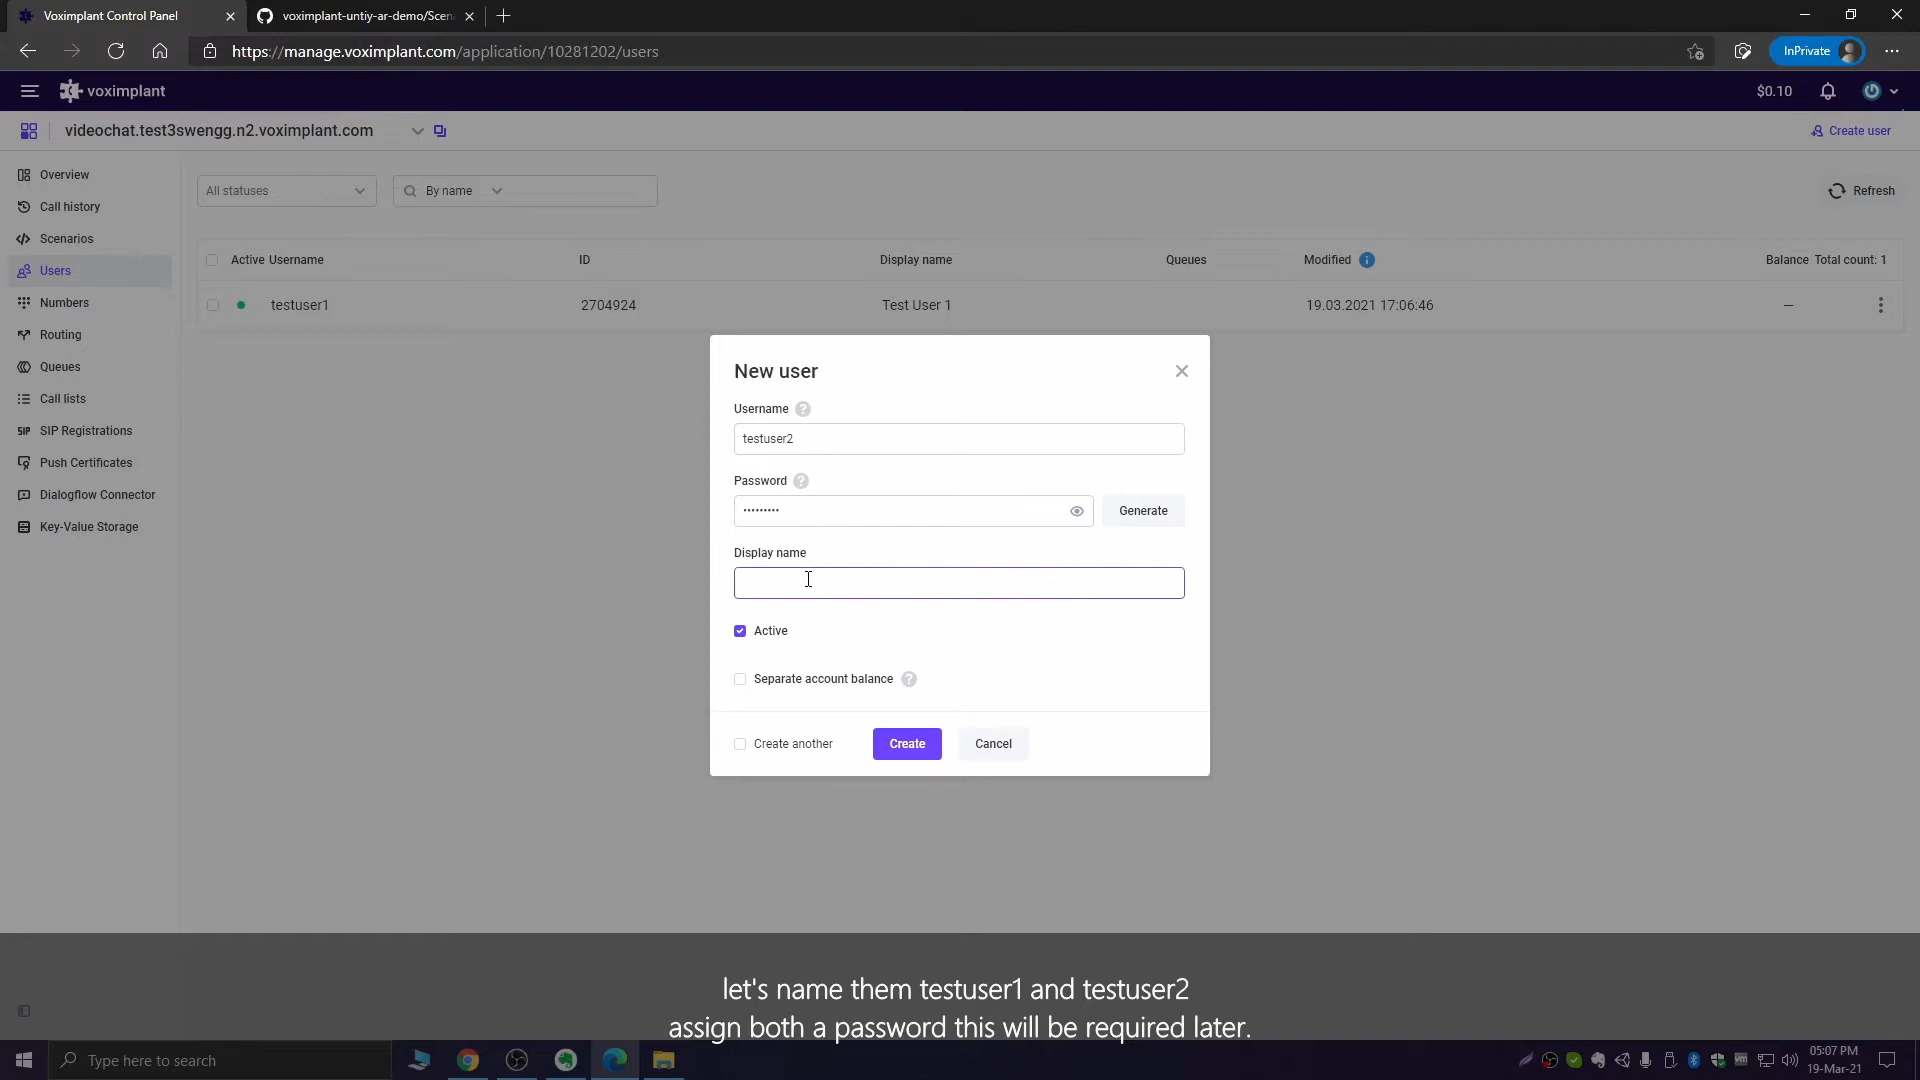 Voximplant Control Panel
voximplant-untiy-ar-demo/Scen
https://manage.voximplant.com/application/10281202/users
InPrivate
voximplant
$0.10
videochat.test3swengg.n2.voximplant.com
Create user
Overview
Call history
Scenarios
Users
Numbers
Routing
Queues
Call lists
SIP SIP Registrations
Push Certificates
Dialogflow Connector
Key-Value Storage
All statuses
By name
Refresh
Active Username ID Display name Queues Modified Balance Total count: 1
testuser1 2704924 Test User 1 19.03.2021 17:06:46 —
New user
Username ?
testuser2
Password ?
•••••••••
Generate
Display name
Active
Separate account balance ?
Create another
Create
Cancel
let's name them testuser1 and testuser2
assign both a password this will be required later.
Type here to search
05:07 PM
19-Mar-21